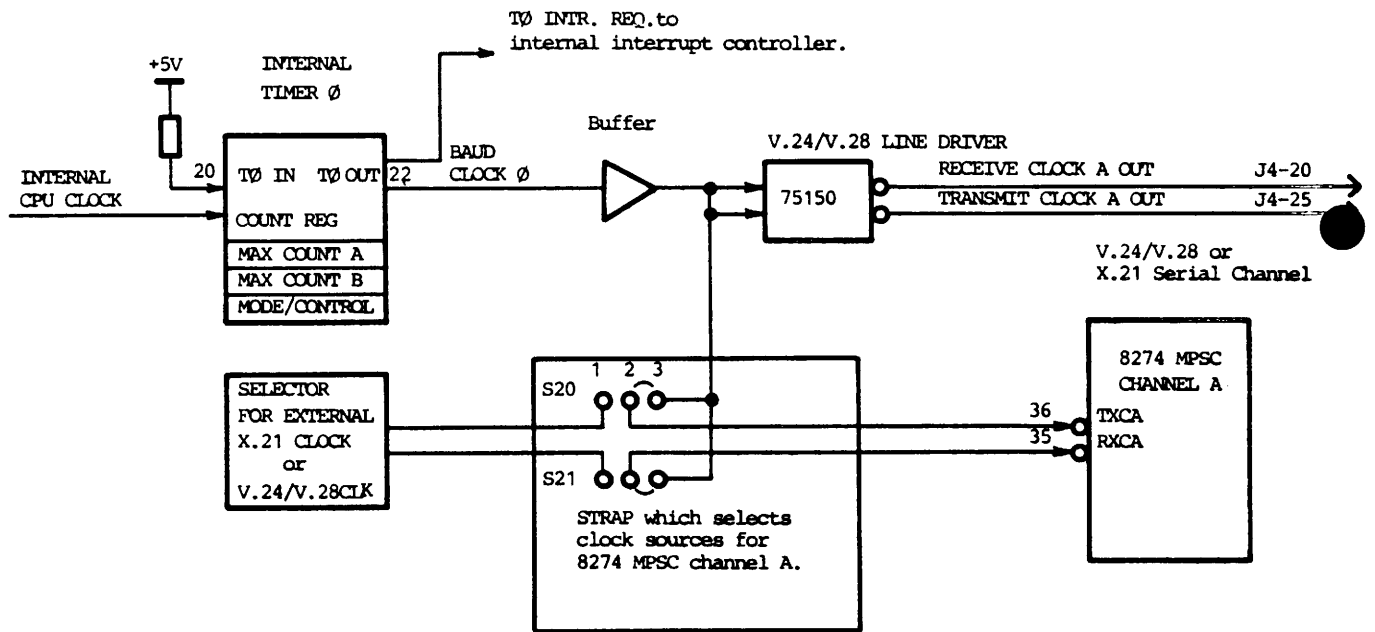 TØ INTR. REQ.to
internal interrupt controller.
+5V
INTERNAL
TIMER Ø
Buffer
V.24/V.28 LINE DRIVER
20
TØ IN TØ OUT
22
BAUD
CLOCK Ø
INTERNAL
CPU CLOCK
COUNT REG
MAX COUNT A
MAX COUNT B
MODE/CONTROL
75150
RECEIVE CLOCK A OUT J4-20
TRANSMIT CLOCK A OUT J4-25
V.24/V.28 or
X.21 Serial Channel
SELECTOR
FOR EXTERNAL
X.21 CLOCK
or
V.24/V.28CLK
1 2 3
S20
S21
STRAP which selects
clock sources for
8274 MPSC channel A.
36
35
8274 MPSC
CHANNEL A
TXCA
RXCA